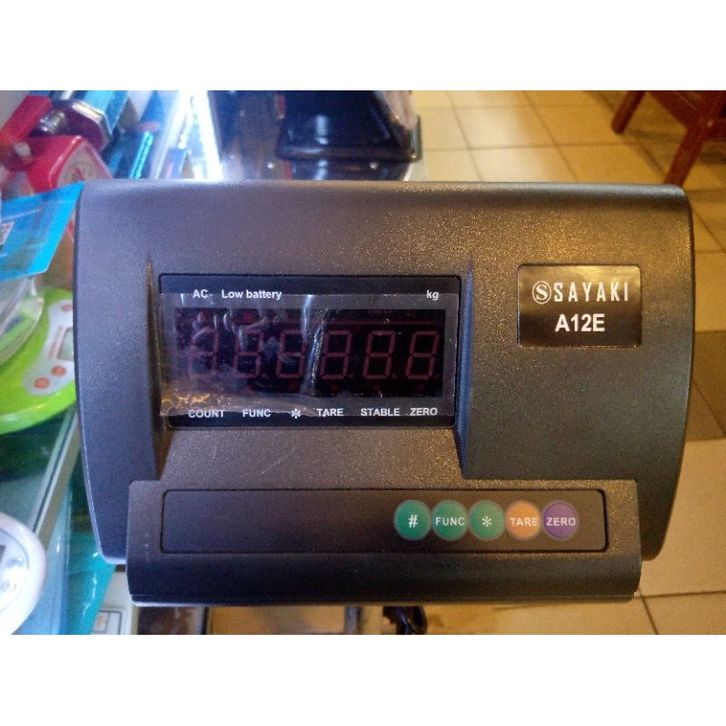 AC Low battery kg
SAYAKI
A12E
COUNT FUNC * TARE STABLE ZERO
# FUNC * TARE ZERO